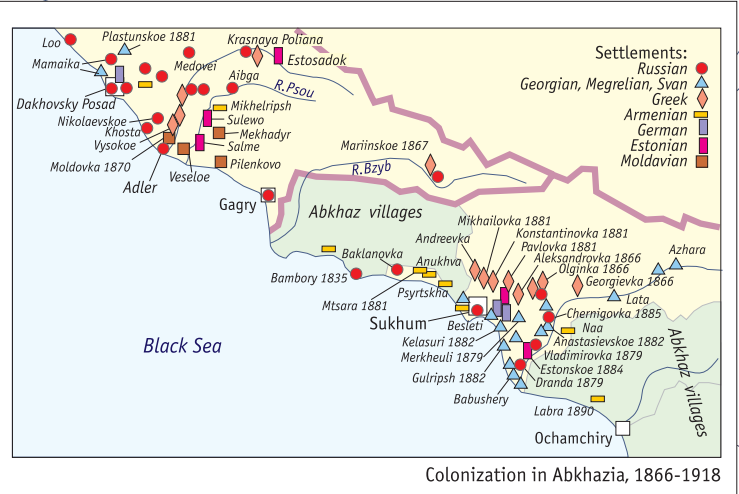 Loo
Plastunskoe 1881
Mamaika
Medovei
Krasnaya Poliana
Estosadok
Aibga
R.Psou
Dakhovsky Posad
Nikolaevskoe
Khosta
Vysokoe
Moldovka 1870
Adler
Mikhelripsh
Sulewo
Mekhadyr
Salme
Pilenkovo
Veseloe
Settlements:
Russian
Georgian, Megrelian, Svan
Greek
Armenian
German
Estonian
Moldavian
Mariinskoe 1867
R.Bzyb
Gagry
Abkhaz villages
Mikhailovka 1881
Konstantinovka 1881
Andreevka
Pavlovka 1881
Aleksandrovka 1866
Olginka 1866
Georgievka 1866
Azhara
Baklanovka
Anukhva
Bambory 1835
Mtsara 1881
Psyrtskha
Lata
Sukhum
Besleti
Chernigovka 1885
Naa
Kelasuri 1882
Anastasievskoe 1882
Merkheuli 1879
Vladimirovka 1879
Gulripsh 1882
Estonskoe 1884
Dranda 1879
Babushery
Labra 1890
Abkhaz villages
Ochamchiry
Black Sea
Colonization in Abkhazia, 1866-1918